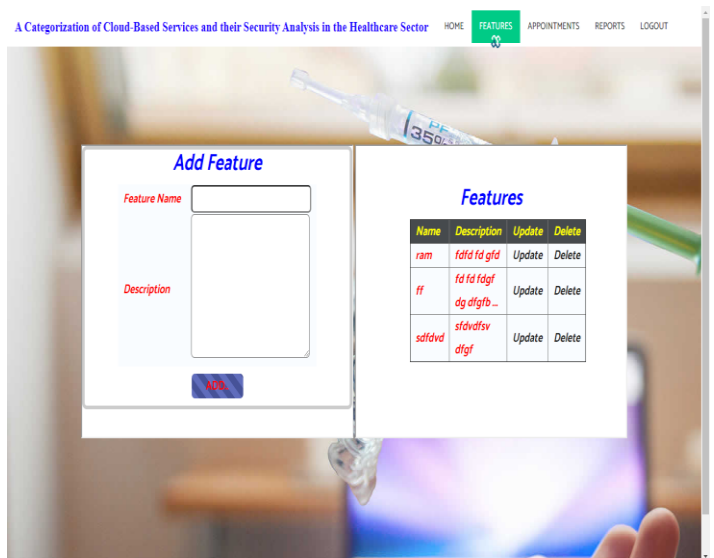 A Categorization of Cloud-Based Services and their Security Analysis in the Healthcare Sector
HOME FEATURES APPOINTMENTS REPORTS LOGOUT
35
Add Feature
Feature Name
Description
ADD
Features
Name Description Update Delete
ram fdfd fd gfd Update Delete
ff fd fd fdgf dg dfgfb ... Update Delete
sdfdvd sfdvdfsv dfgf Update Delete